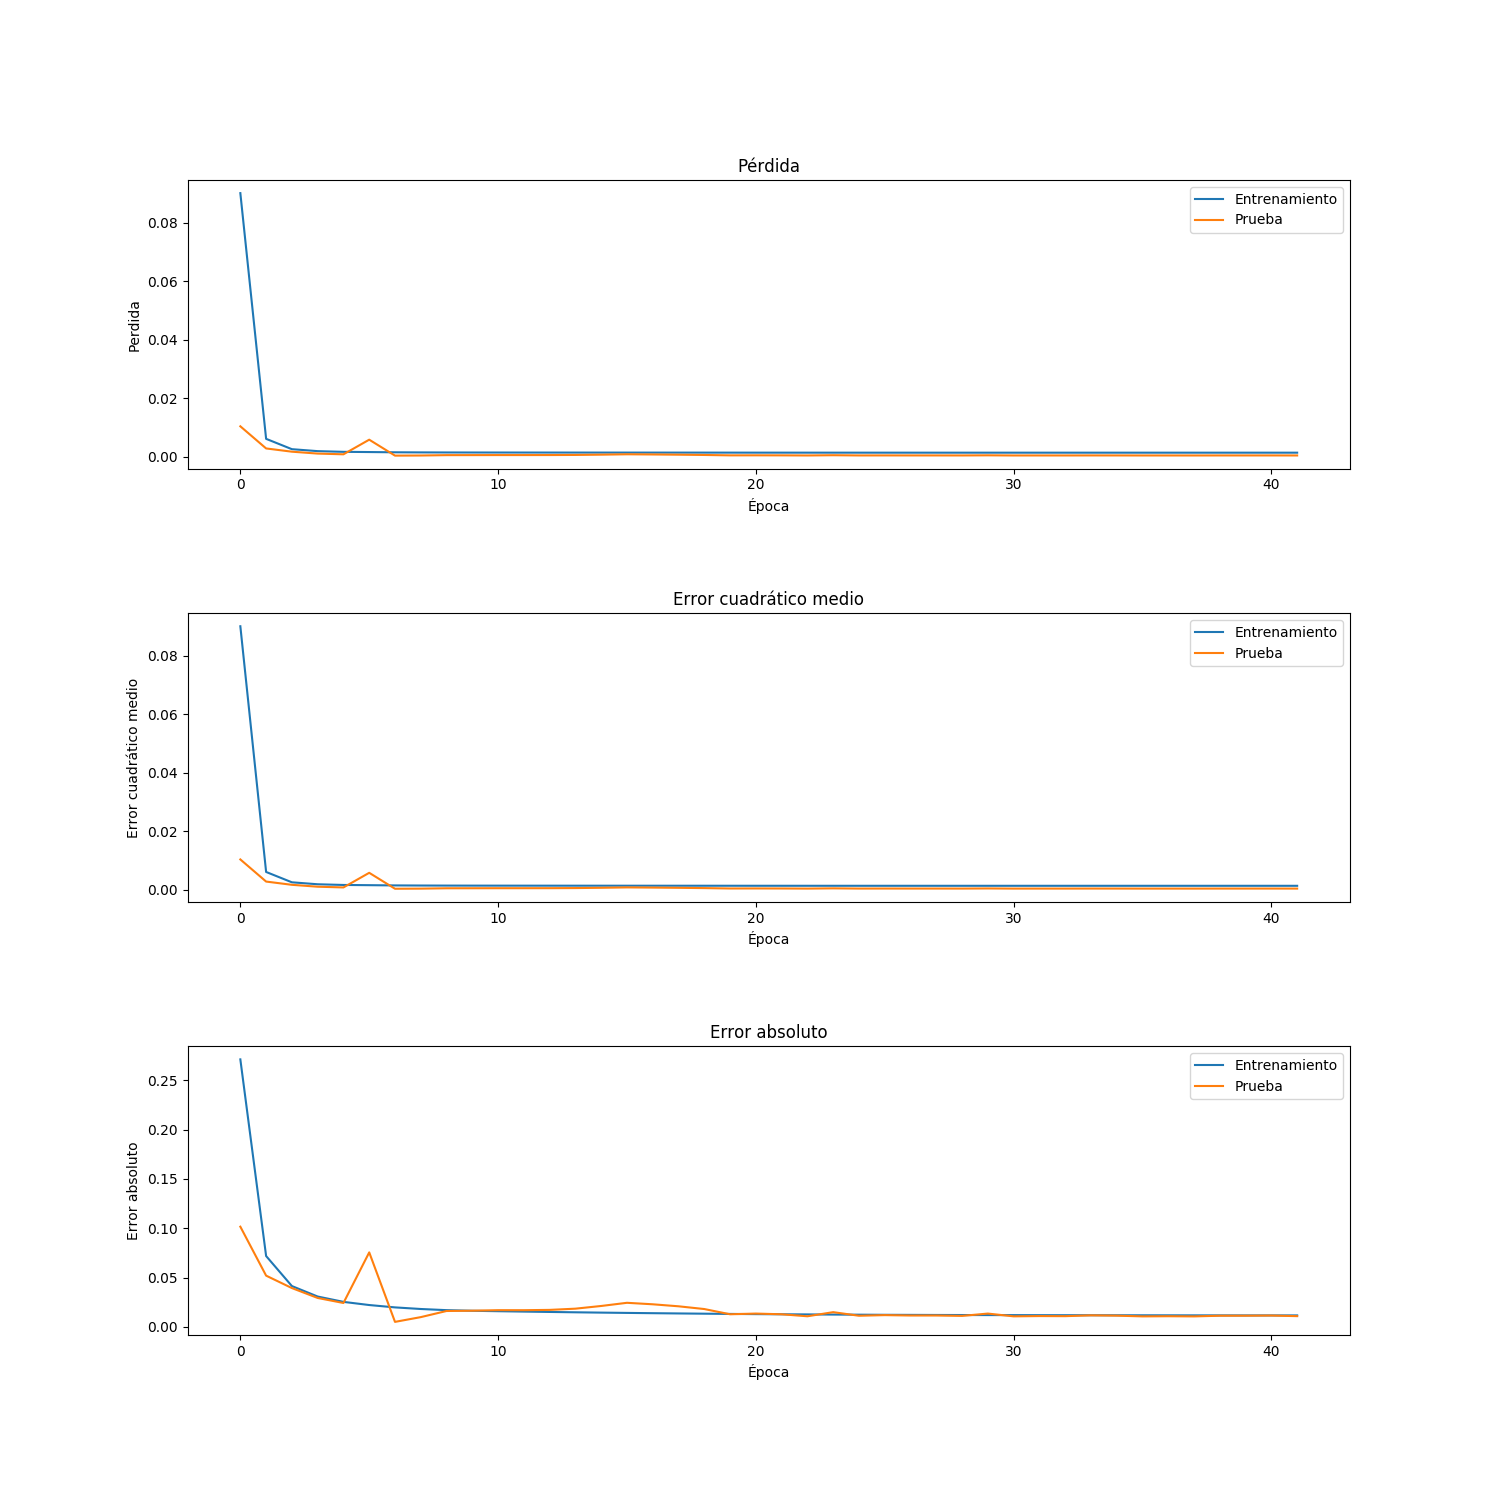 Pérdida
Perdida
0.08
0.06
0.04
0.02
0.00
0 10 20 30 40
Época
Entrenamiento
Prueba
Error cuadrático medio
Error cuadrático medio
0.08
0.06
0.04
0.02
0.00
0 10 20 30 40
Época
Entrenamiento
Prueba
Error absoluto
Error absoluto
0.25
0.20
0.15
0.10
0.05
0.00
0 10 20 30 40
Época
Entrenamiento
Prueba